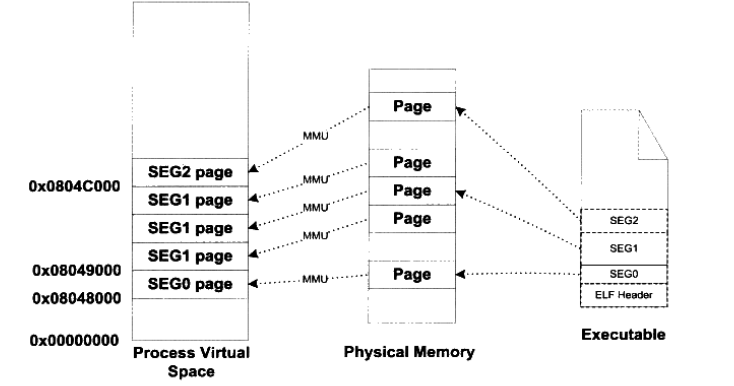 SEG2 page
0x0804C000
SEG1 page
SEG1 page
SEG1 page
0x08049000
SEG0 page
0x08048000
0x00000000
Process Virtual
Space
MMU
MMU
MMU
MMU
MMU
Page
Page
Page
Page
Page
Physical Memory
SEG2
SEG1
SEG0
ELF Header
Executable